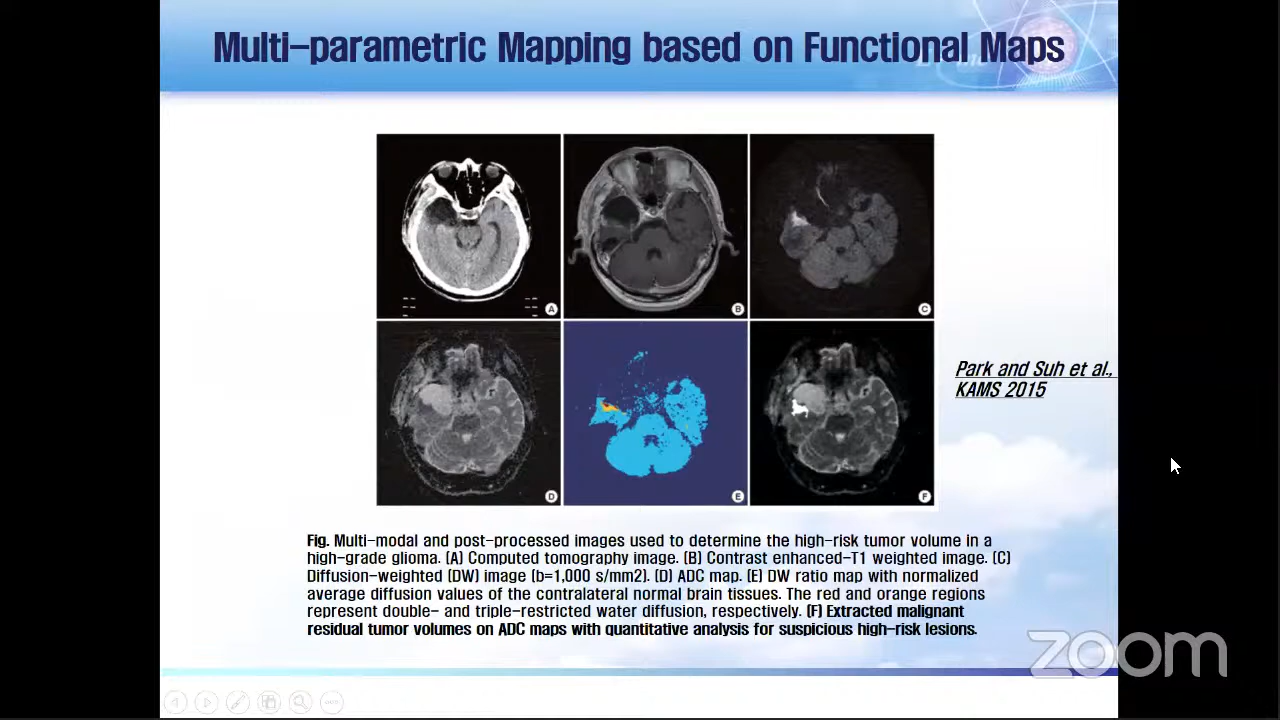 Multi-parametric Mapping based on Functional Maps
A
B
C
D
E
F
Park and Suh et al.,
KAMS 2015
Fig. Multi-modal and post-processed images used to determine the high-risk tumor volume in a
high-grade glioma. (A) Computed tomography image. (B) Contrast enhanced-T1 weighted image. (C)
Diffusion-weighted (DW) image (b=1,000 s/mm2). (D) ADC map. (E) DW ratio map with normalized
average diffusion values of the contralateral normal brain tissues. The red and orange regions
represent double- and triple-restricted water diffusion, respectively. (F) Extracted malignant
residual tumor volumes on ADC maps with quantitative analysis for suspicious high-risk lesions.
zoom